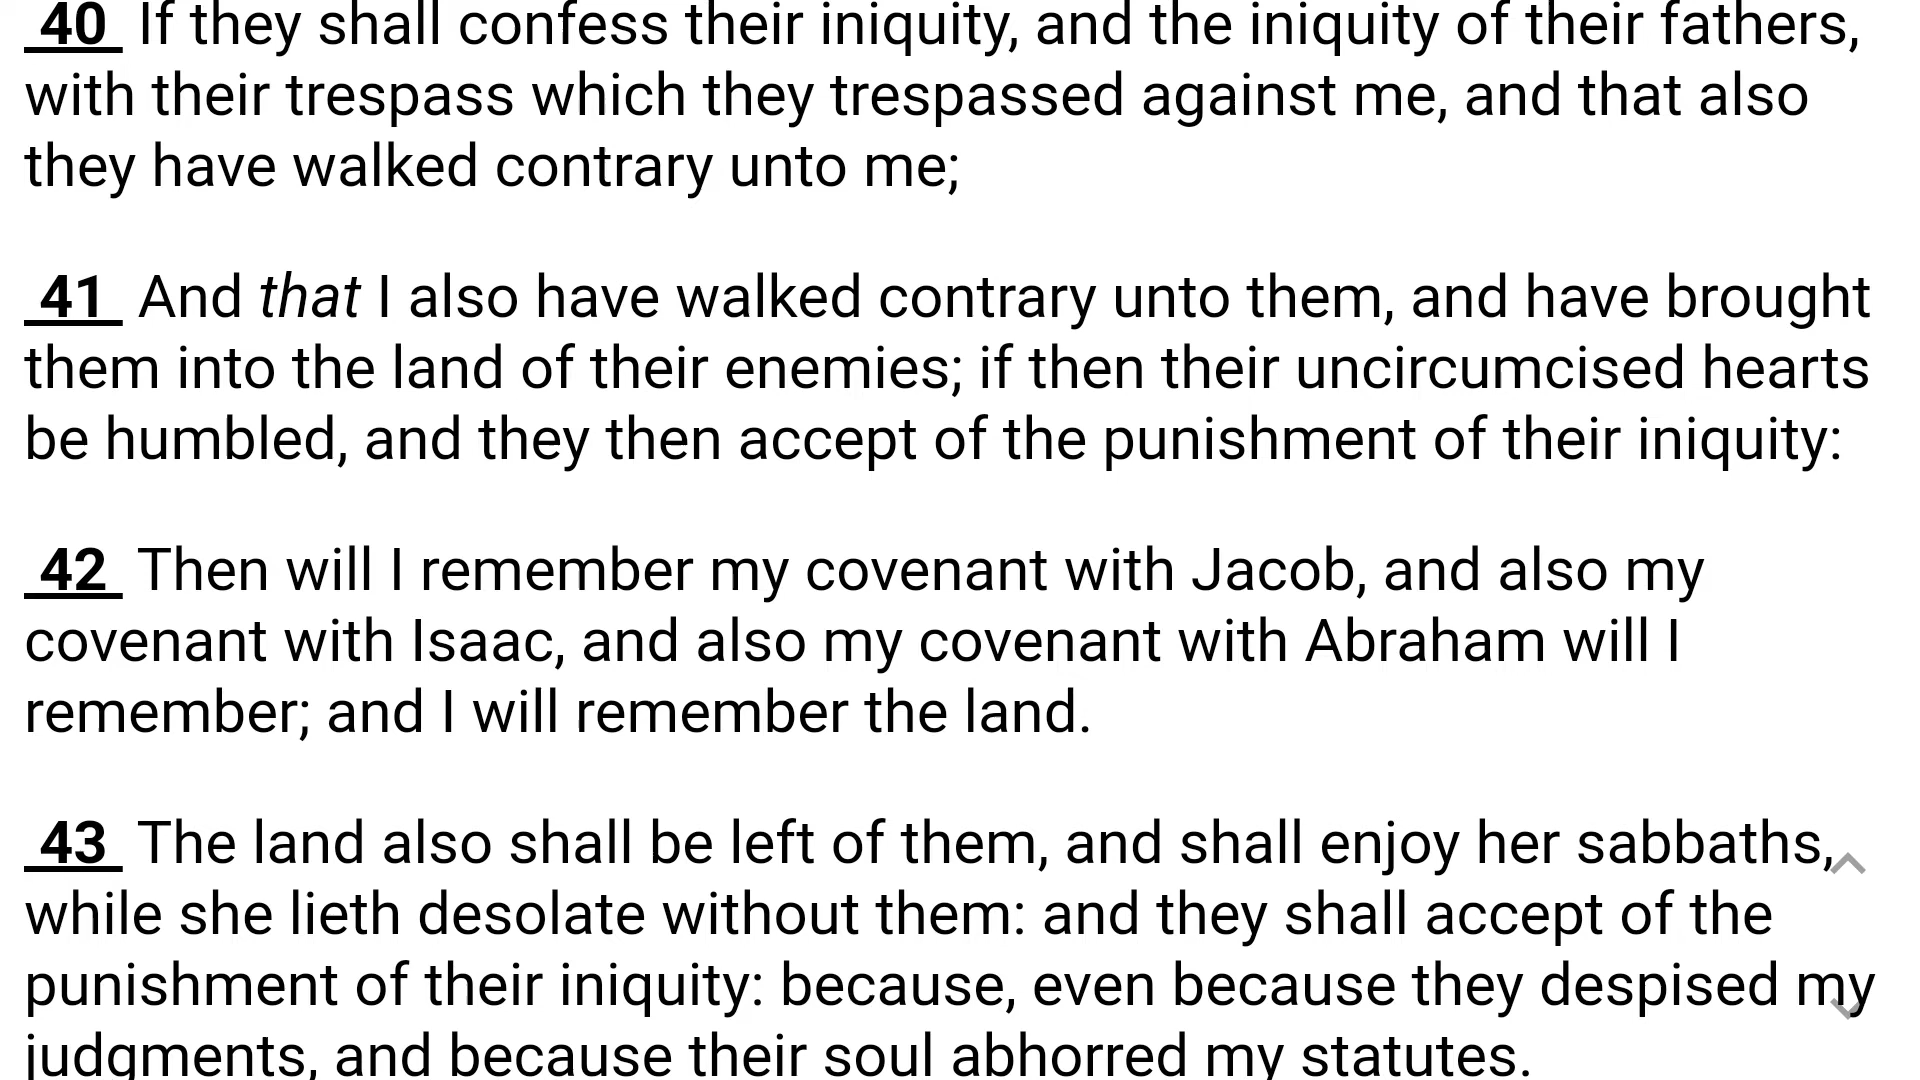 40 If they shall confess their iniquity, and the iniquity of their fathers,
with their trespass which they trespassed against me, and that also
they have walked contrary unto me;
41 And that I also have walked contrary unto them, and have brought
them into the land of their enemies; if then their uncircumcised hearts
be humbled, and they then accept of the punishment of their iniquity:
42 Then will I remember my covenant with Jacob, and also my
covenant with Isaac, and also my covenant with Abraham will I
remember; and I will remember the land.
43 The land also shall be left of them, and shall enjoy her sabbaths,
while she lieth desolate without them: and they shall accept of the
punishment of their iniquity: because, even because they despised my
judgments, and because their soul abhorred my statutes.